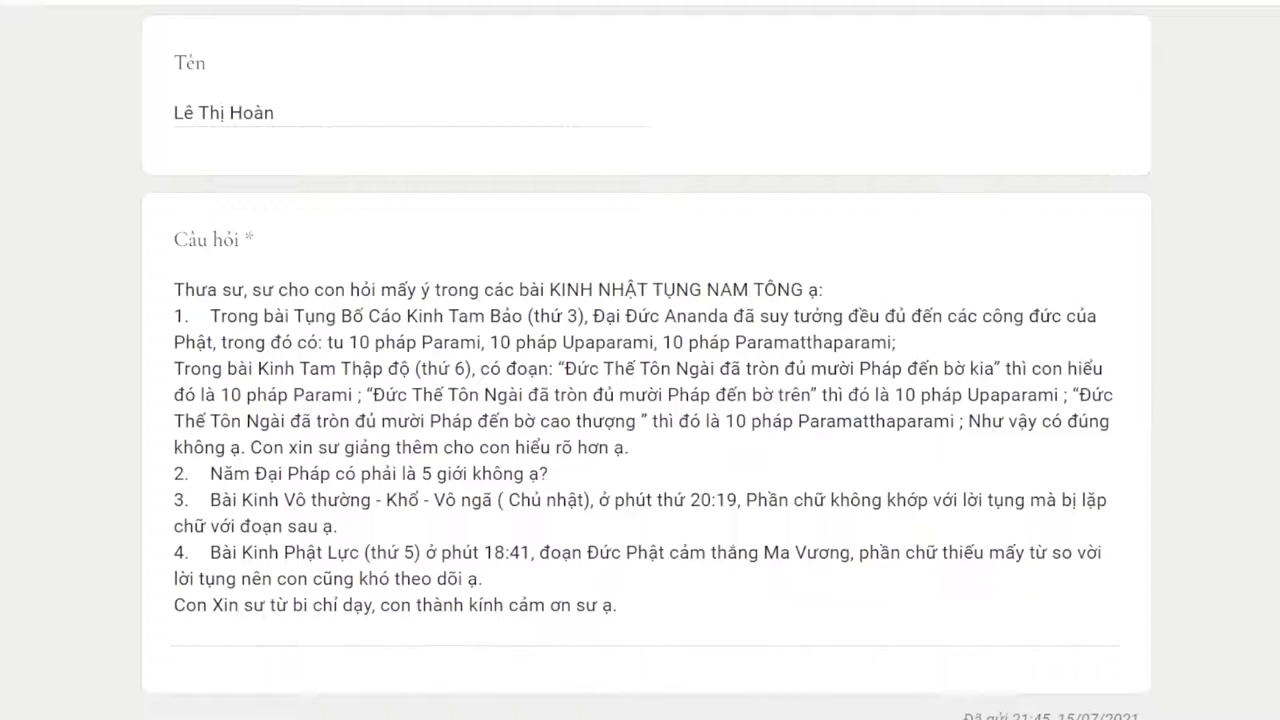 Tên
Lê Thị Hoàn
Câu hỏi *
Thưa sư, sư cho con hỏi mấy ý trong các bài KINH NHẬT TỤNG NAM TÔNG ạ:
1. Trong bài Tụng Bố Cáo Kinh Tam Bảo (thứ 3), Đại Đức Ananda đã suy tưởng đều đủ đến các công đức của
Phật, trong đó có: tu 10 pháp Parami, 10 pháp Upaparami, 10 pháp Paramatthaparami;
Trong bài Kinh Tam Thập độ (thứ 6), có đoạn: “Đức Thế Tôn Ngài đã tròn đủ mười Pháp đến bờ kia” thì con hiểu
đó là 10 pháp Parami ; “Đức Thế Tôn Ngài đã tròn đủ mười Pháp đến bờ trên” thì đó là 10 pháp Upaparami ; “Đức
Thế Tôn Ngài đã tròn đủ mười Pháp đến bờ cao thượng ” thì đó là 10 pháp Paramatthaparami ; Như vậy có đúng
không ạ. Con xin sư giảng thêm cho con hiểu rõ hơn ạ.
2. Năm Đại Pháp có phải là 5 giới không ạ?
3. Bài Kinh Vô thường - Khổ - Vô ngã ( Chủ nhật), ở phút thứ 20:19, Phần chữ không khớp với lời tụng mà bị lặp
chữ với đoạn sau ạ.
4. Bài Kinh Phật Lực (thứ 5) ở phút 18:41, đoạn Đức Phật cảm thắng Ma Vương, phần chữ thiếu mấy từ so với
lời tụng nên con cũng khó theo dõi ạ.
Con Xin sư từ bi chỉ dạy, con thành kính cảm ơn sư ạ.
Đã gửi 21:45, 15/07/2021